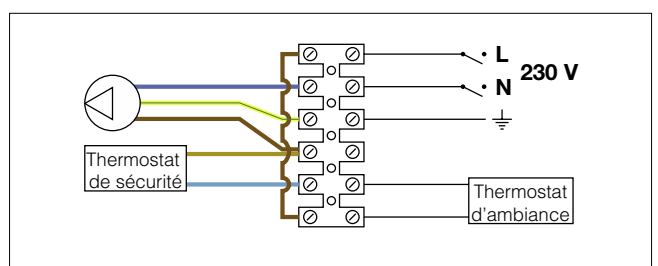 L
230 V
N
Thermostat
de sécurité
Thermostat
d'ambiance